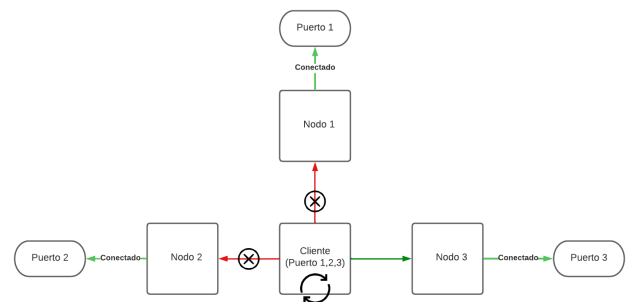 Puerto 1
Conectado
Nodo 1
Puerto 2
Conectado
Nodo 2
Cliente
(Puerto 1,2,3)
Nodo 3
Conectado
Puerto 3